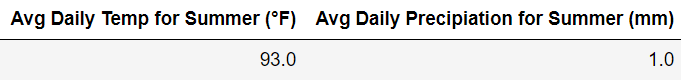 Avg Daily Temp for Summer (°F) Avg Daily Precipiation for Summer (mm)
93.0 1.0